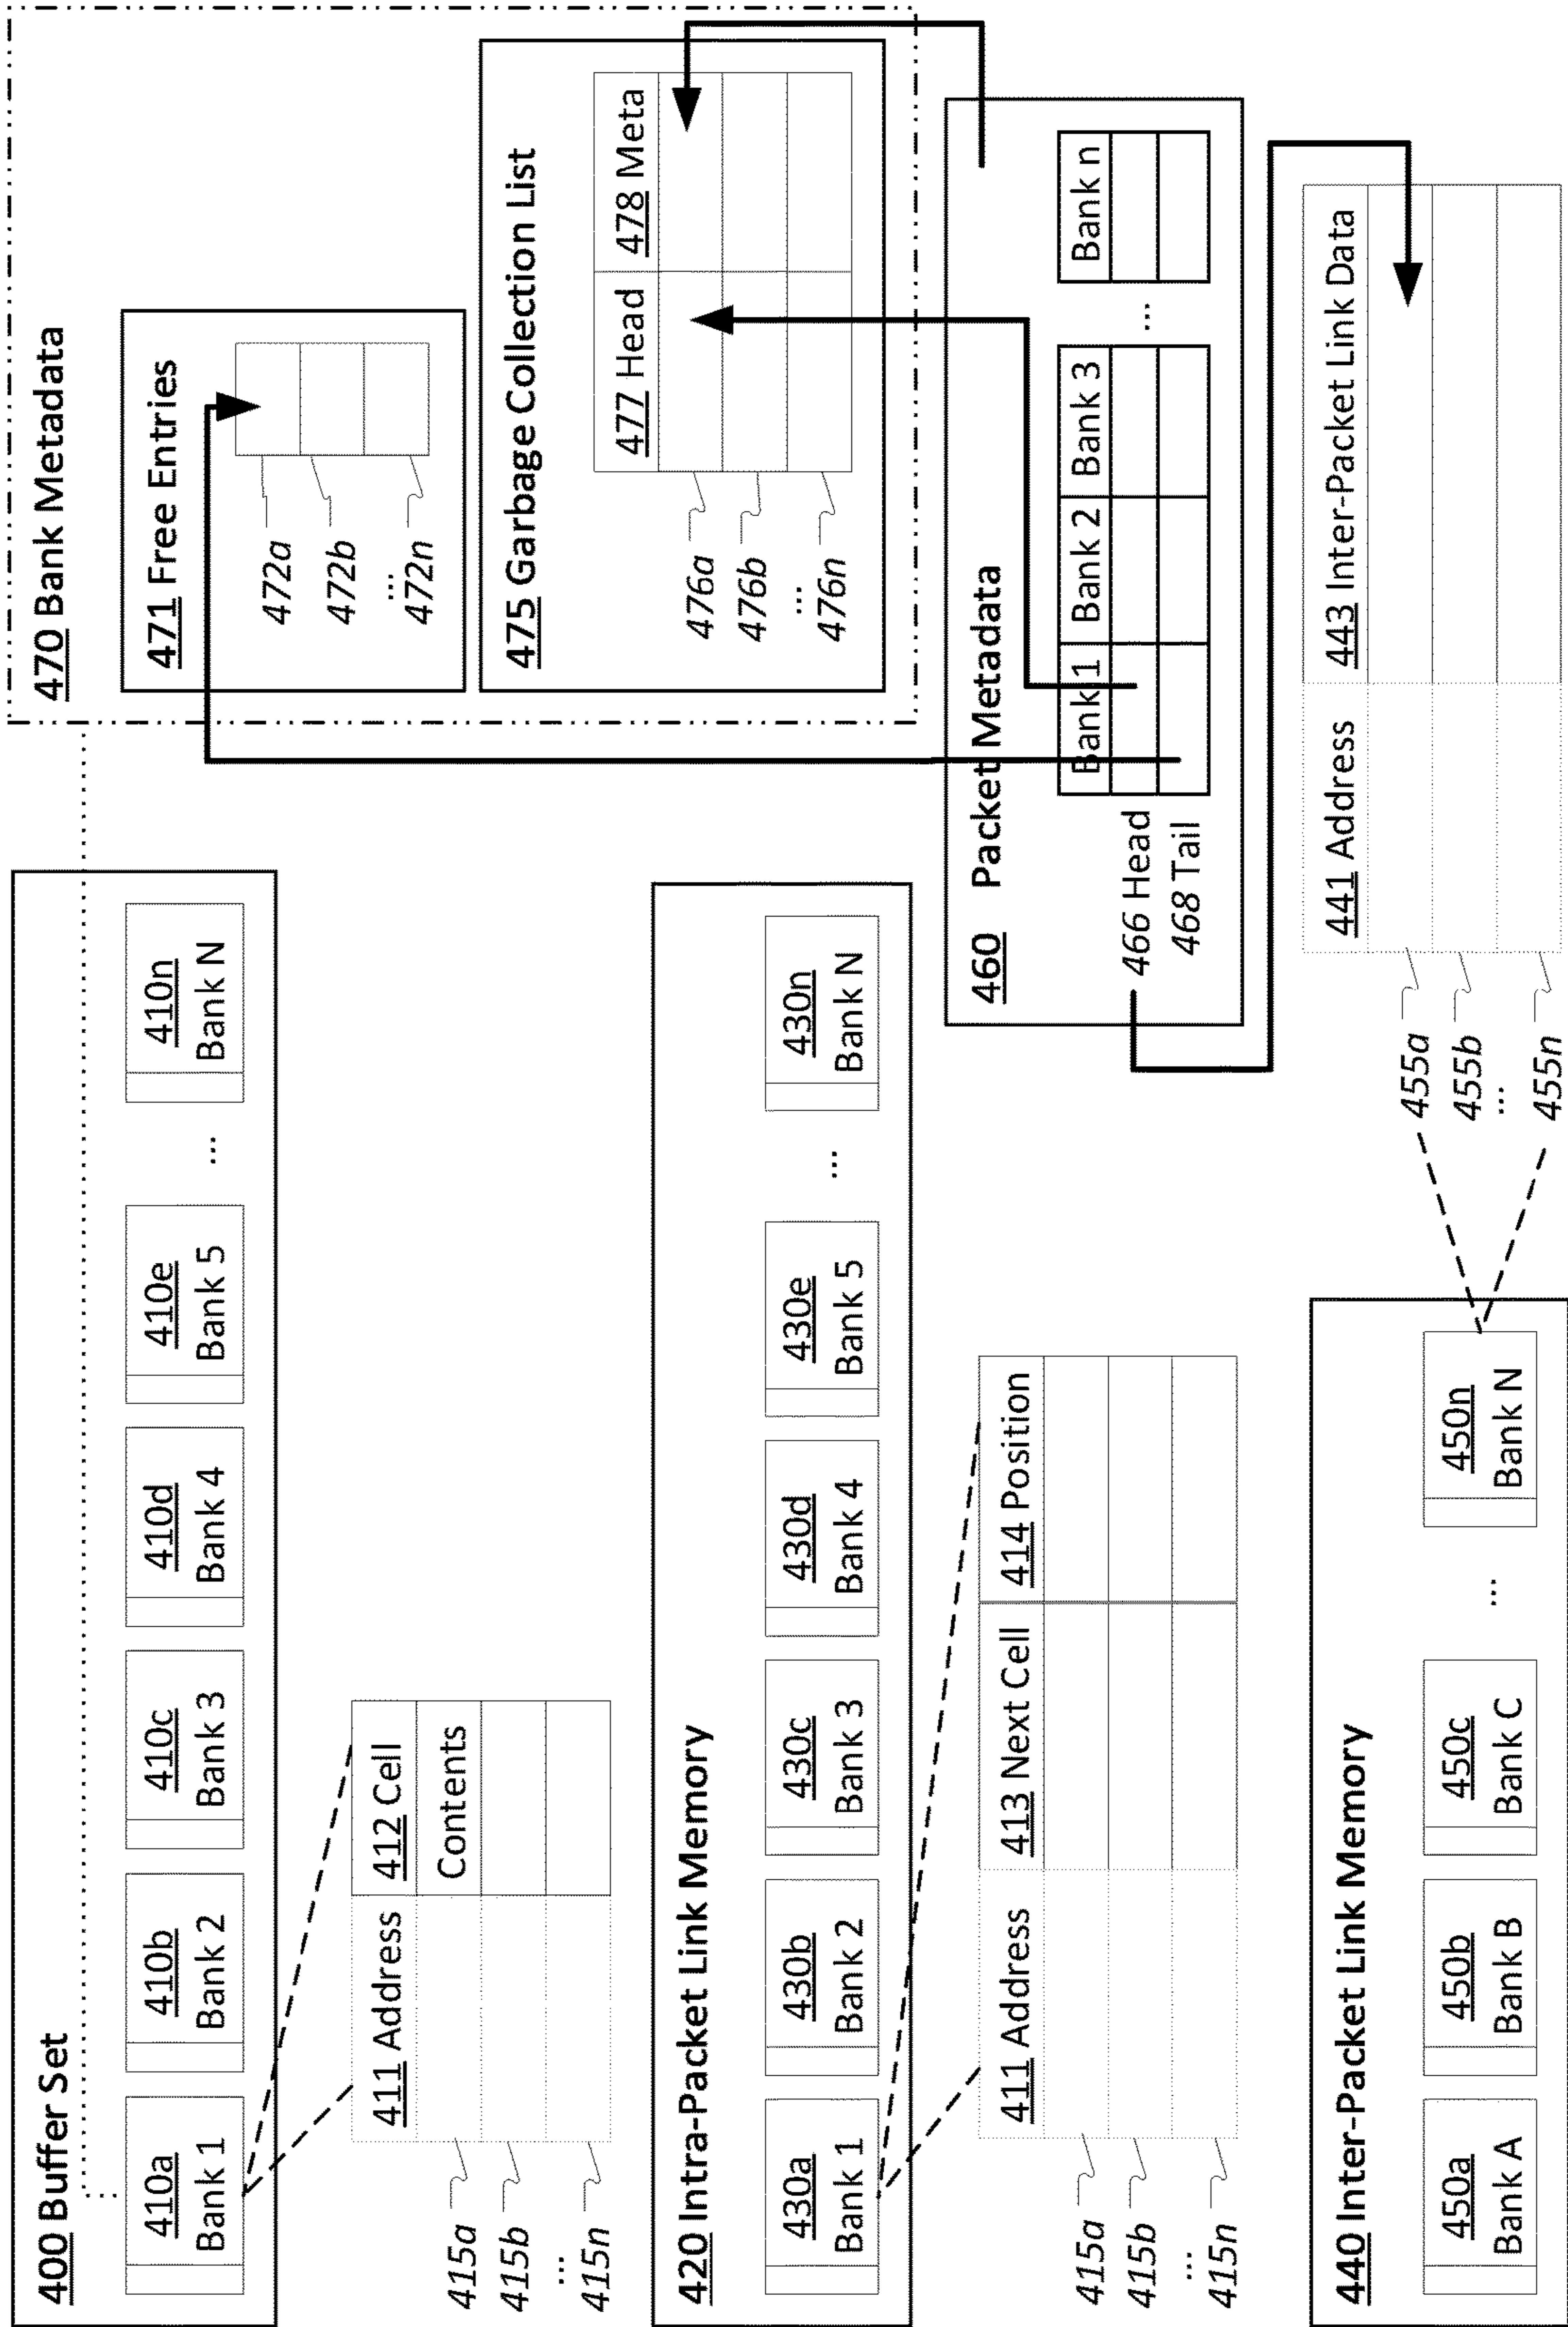 400 Buffer Set
410a
Bank 1
410b
Bank 2
410c
Bank 3
410d
Bank 4
410e
Bank 5
...
410n
Bank N
411 Address
412 Cell
Contents
415a
415b
...
415n
420 Intra-Packet Link Memory
430a
Bank 1
430b
Bank 2
430c
Bank 3
430d
Bank 4
430e
Bank 5
...
430n
Bank N
411 Address
413 Next Cell
414 Position
415a
415b
...
415n
440 Inter-Packet Link Memory
450a
Bank A
450b
Bank B
450c
Bank C
...
450n
Bank N
470 Bank Metadata
471 Free Entries
472a
472b
...
472n
475 Garbage Collection List
477 Head
478 Meta
476a
476b
...
476n
460 Packet Metadata
Bank 1
Bank 2
Bank 3
...
Bank n
466 Head
468 Tail
441 Address
443 Inter-Packet Link Data
455a
455b
...
455n